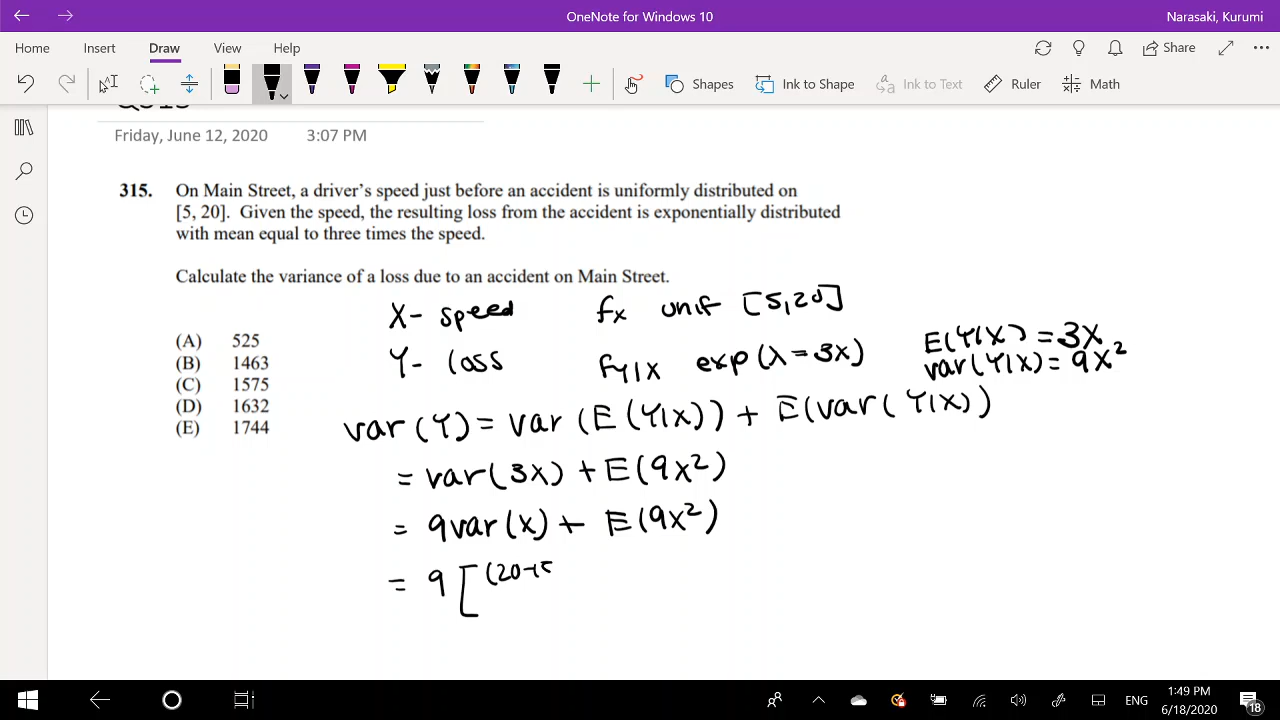 OneNote for Windows 10
Narasaki, Kurumi
Home Insert Draw View Help Share
Shapes Ink to Shape Ink to Text Ruler Math
Friday, June 12, 2020 3:07 PM
315. On Main Street, a driver's speed just before an accident is uniformly distributed on
[5, 20]. Given the speed, the resulting loss from the accident is exponentially distributed
with mean equal to three times the speed.
Calculate the variance of a loss due to an accident on Main Street.
X- speed fx unif [5,20]
(A) 525
(B) 1463
(C) 1575
(D) 1632
(E) 1744
Y- loss fY|X exp(λ=3X)
E(Y|X) = 3X
var(Y|X) = 9X²
var(Y) = var(E(Y|X)) + E(var(Y|X))
= var(3X) + E(9X²)
= 9var(X) + E(9X²)
= 9[(20-15
ENG
1:49 PM
6/18/2020
18